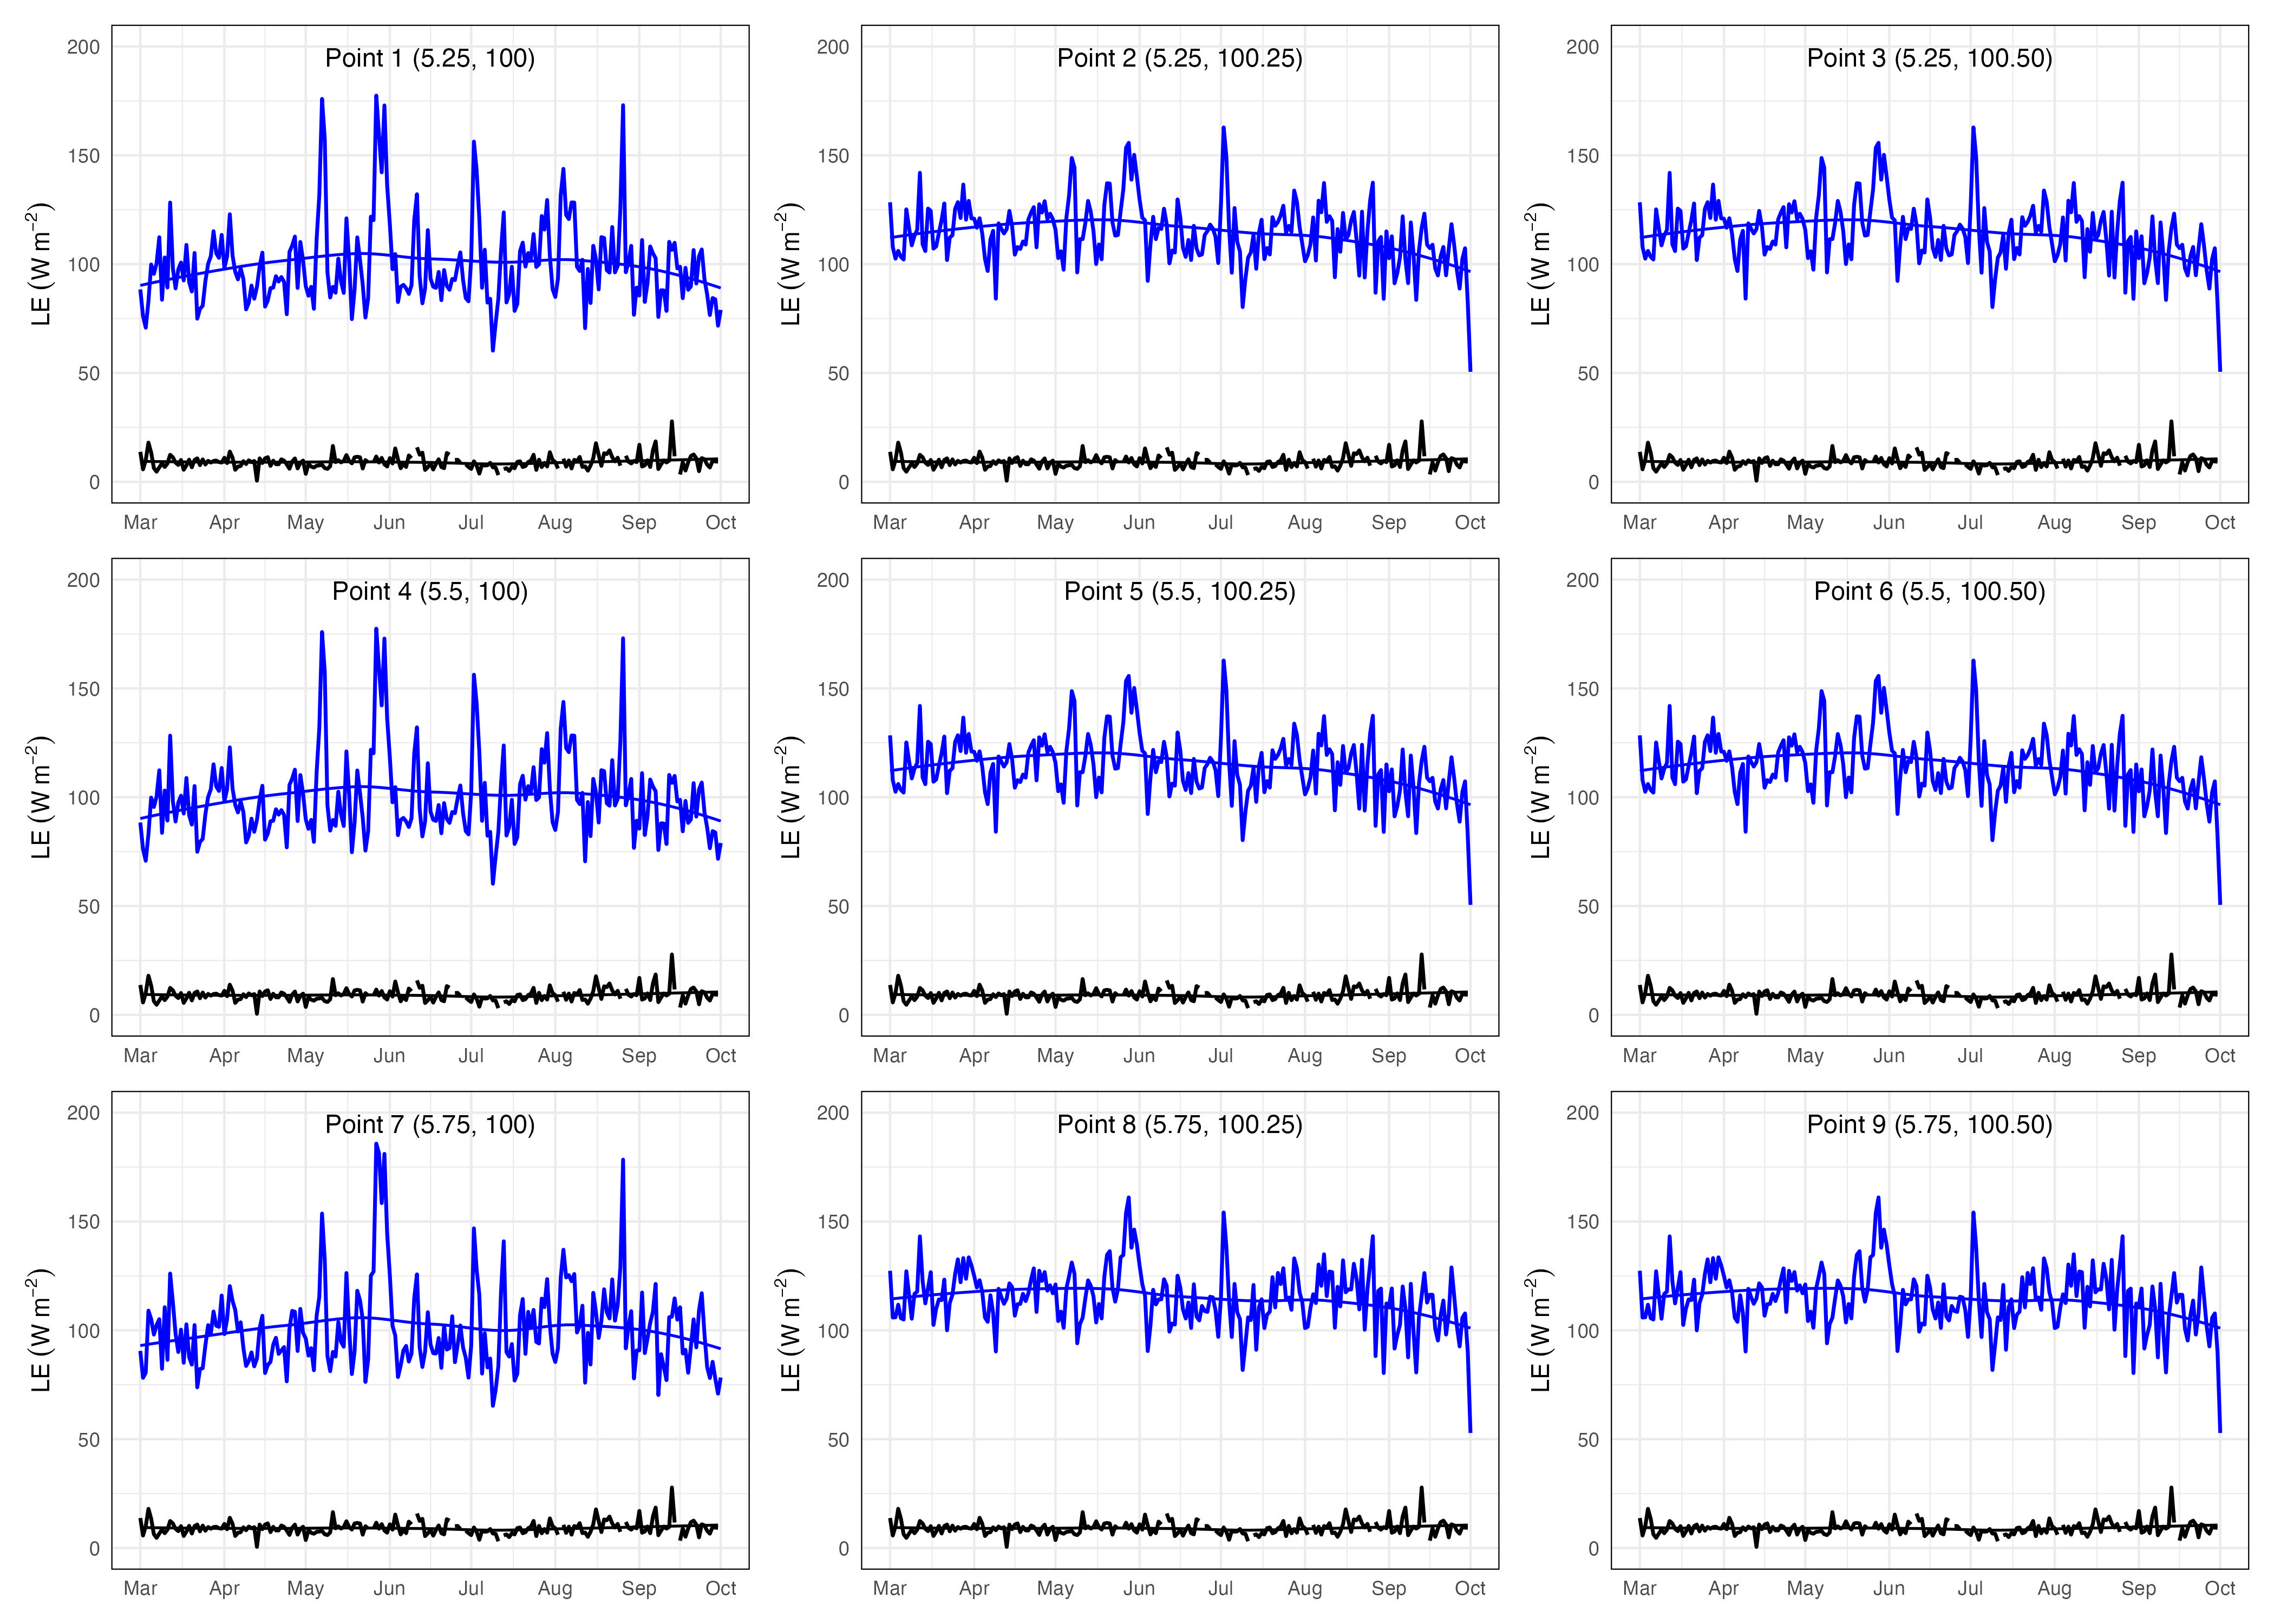 Point 1 (5.25, 100)
LE (W m⁻²)
200
150
100
50
0
Mar Apr May Jun Jul Aug Sep Oct
Point 2 (5.25, 100.25)
LE (W m⁻²)
200
150
100
50
0
Mar Apr May Jun Jul Aug Sep Oct
Point 3 (5.25, 100.50)
LE (W m⁻²)
200
150
100
50
0
Mar Apr May Jun Jul Aug Sep Oct
Point 4 (5.5, 100)
LE (W m⁻²)
200
150
100
50
0
Mar Apr May Jun Jul Aug Sep Oct
Point 5 (5.5, 100.25)
LE (W m⁻²)
200
150
100
50
0
Mar Apr May Jun Jul Aug Sep Oct
Point 6 (5.5, 100.50)
LE (W m⁻²)
200
150
100
50
0
Mar Apr May Jun Jul Aug Sep Oct
Point 7 (5.75, 100)
LE (W m⁻²)
200
150
100
50
0
Mar Apr May Jun Jul Aug Sep Oct
Point 8 (5.75, 100.25)
LE (W m⁻²)
200
150
100
50
0
Mar Apr May Jun Jul Aug Sep Oct
Point 9 (5.75, 100.50)
LE (W m⁻²)
200
150
100
50
0
Mar Apr May Jun Jul Aug Sep Oct